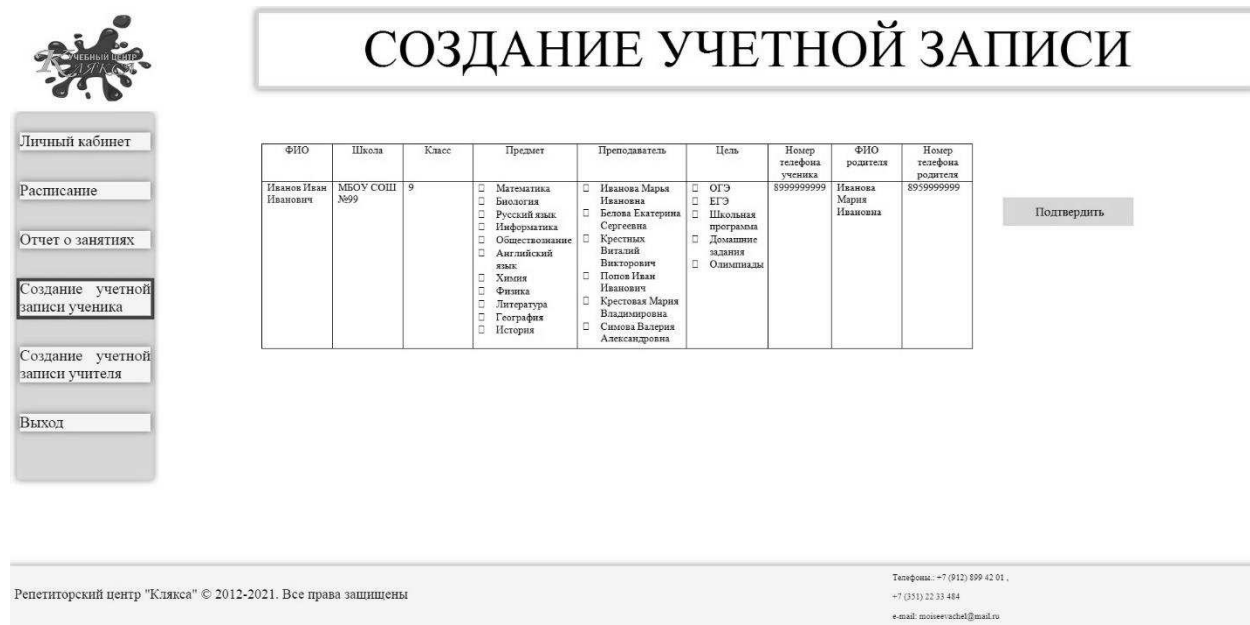 УЧЕБНЫЙ ЦЕНТР
КЛЯКСА
СОЗДАНИЕ УЧЕТНОЙ ЗАПИСИ
Личный кабинет
Расписание
Отчет о занятиях
Создание учетной
записи ученика
Создание учетной
записи учителя
Выход
ФИО
Школа
Класс
Предмет
Преподаватель
Цель
Номер
телефона
ученика
ФИО
родителя
Номер
телефона
родителя
Иванов Иван
Иванович
МБОУ СОШ
№99
9
Математика
Биология
Русский язык
Информатика
Обществознание
Английский
язык
Химия
Физика
Литература
География
История
Иванова Марья
Ивановна
Белова Екатерина
Сергеевна
Крестных
Виталий
Викторович
Попов Иван
Иванович
Крестовая Мария
Владимировна
Симова Валерия
Александровна
ОГЭ
ЕГЭ
Школьная
программа
Домашние
задания
Олимпиады
8999999999
Иванова
Мария
Ивановна
8959999999
Подтвердить
Репетиторский центр "Клякса" © 2012-2021. Все права защищены
Телефоны.: +7 (912) 899 42 01 ,
+7 (351) 22 33 484
e-mail: moiseevachel@mail.ru